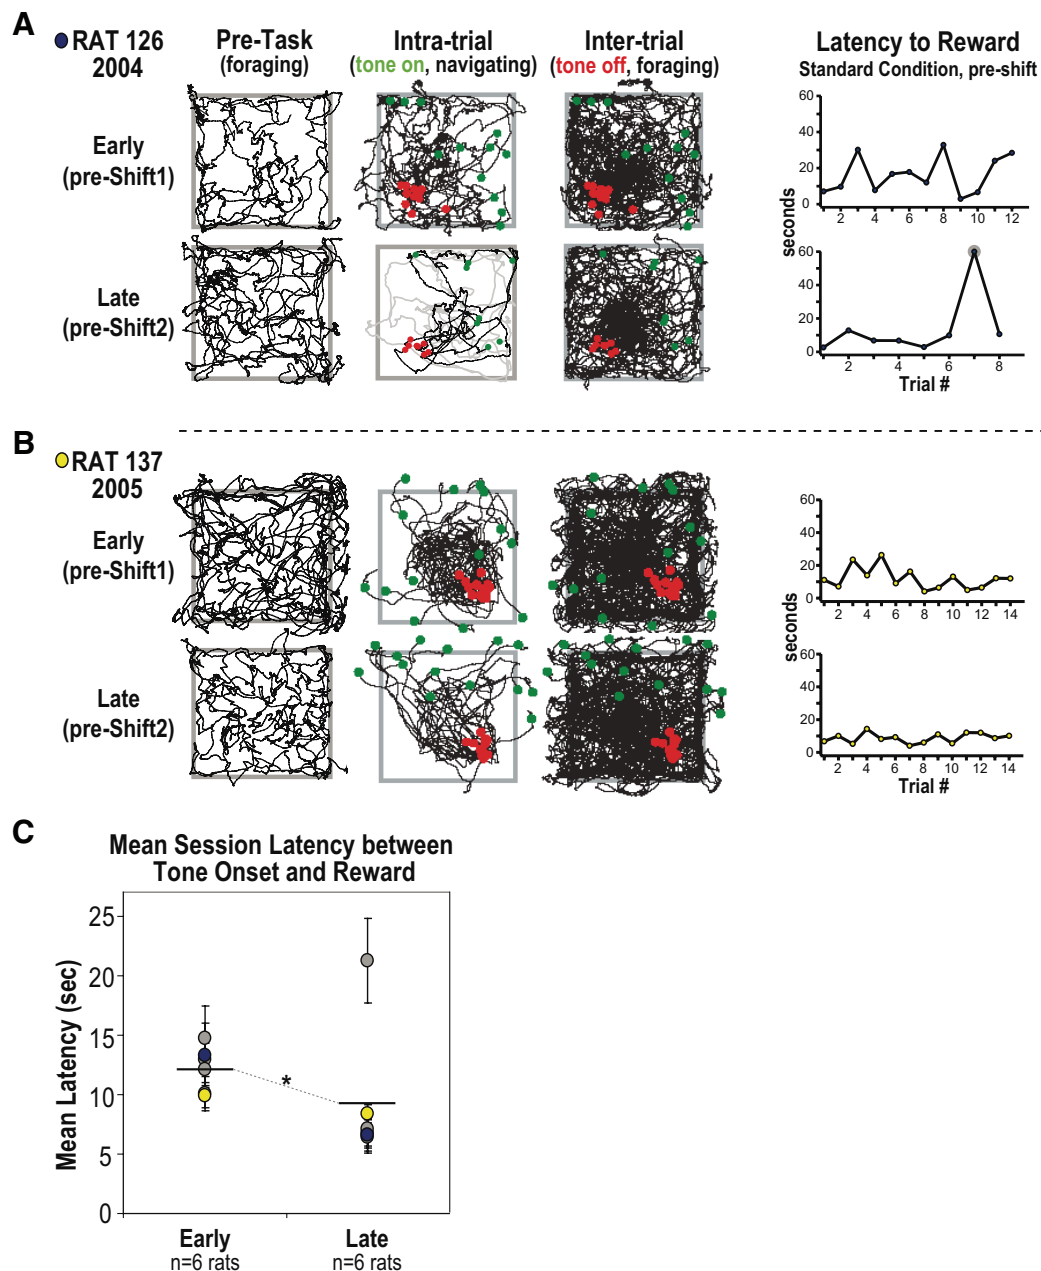 A
RAT 126
2004
Pre-Task
(foraging)
Intra-trial
(tone on, navigating)
Inter-trial
(tone off, foraging)
Latency to Reward
Standard Condition, pre-shift
Early
(pre-Shift1)
60
40
20
0
seconds
2 4 6 8 10 12
Late
(pre-Shift2)
60
40
20
0
2 4 6 8
Trial #
B
RAT 137
2005
Early
(pre-Shift1)
60
40
20
0
seconds
2 4 6 8 10 12 14
Late
(pre-Shift2)
60
40
20
0
2 4 6 8 10 12 14
Trial #
C
Mean Session Latency between
Tone Onset and Reward
Mean Latency (sec)
25
20
15
10
5
0
*
Early
n=6 rats
Late
n=6 rats